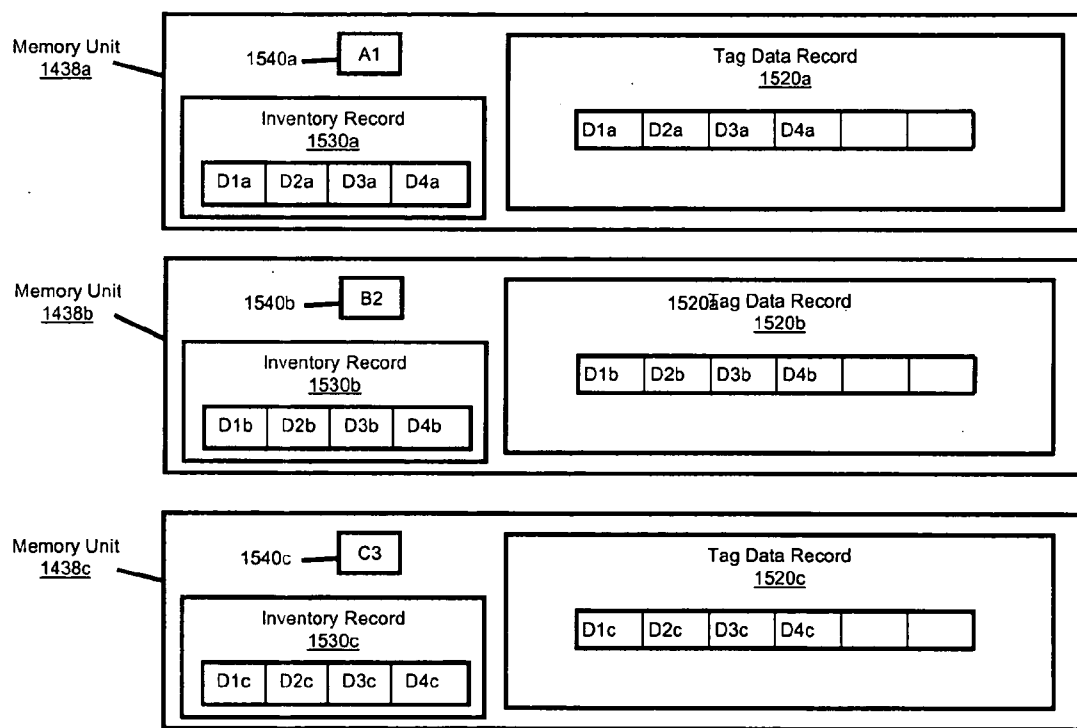 Memory Unit
1438a
1540a
A1
Inventory Record
1530a
D1a D2a D3a D4a
Tag Data Record
1520a
D1a D2a D3a D4a
Memory Unit
1438b
1540b
B2
Inventory Record
1530b
D1b D2b D3b D4b
1520a
Tag Data Record
1520b
D1b D2b D3b D4b
Memory Unit
1438c
1540c
C3
Inventory Record
1530c
D1c D2c D3c D4c
Tag Data Record
1520c
D1c D2c D3c D4c